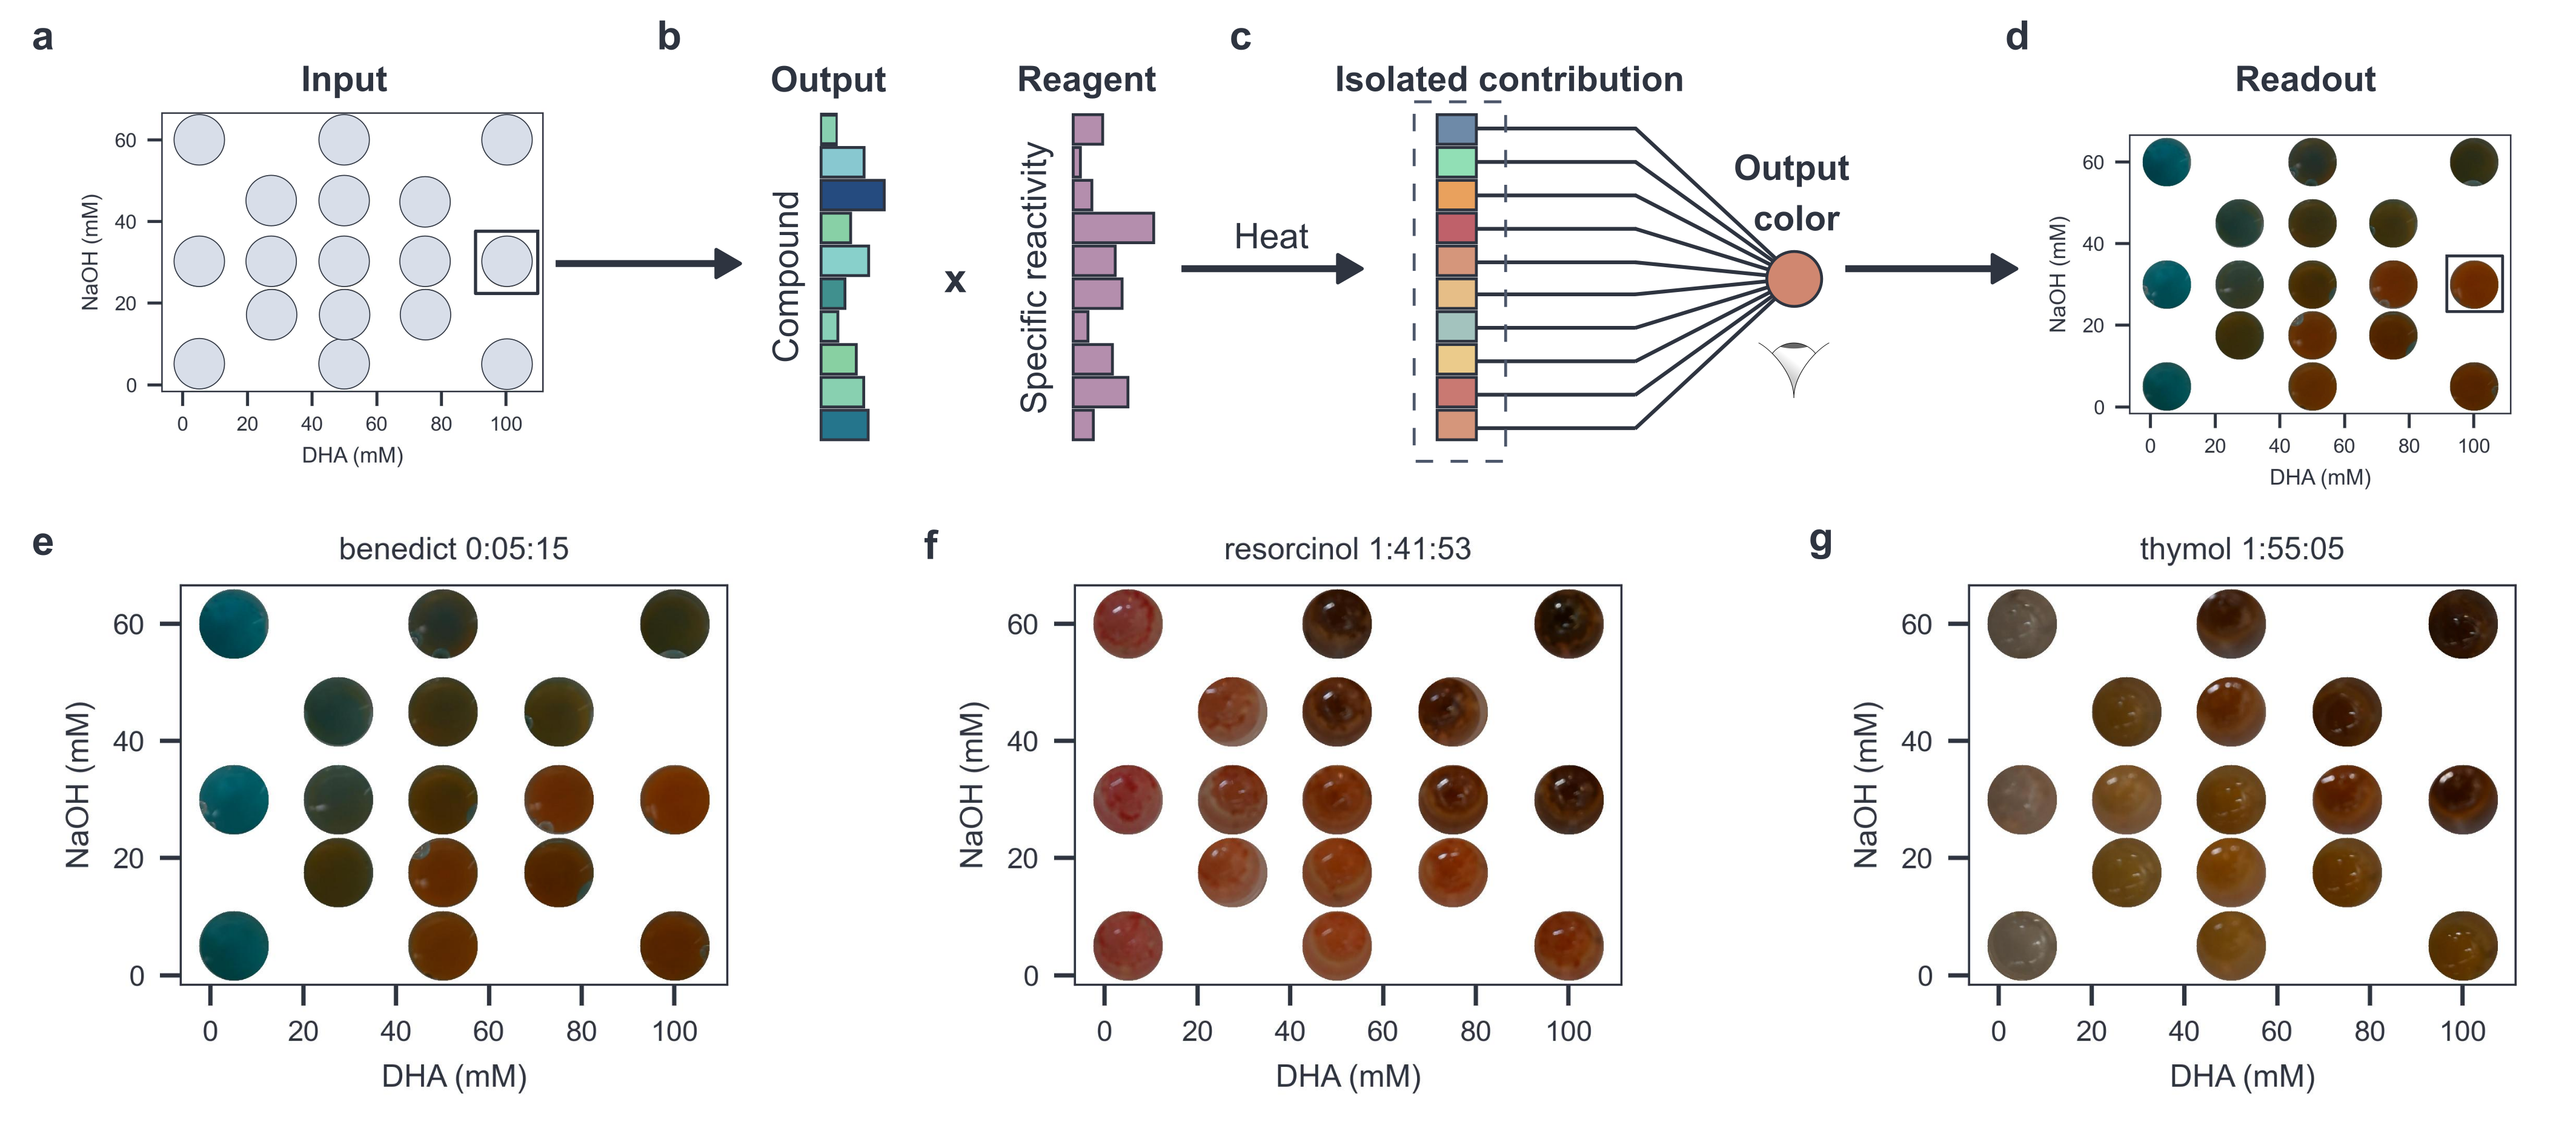 a
Input
NaOH (mM)
60
40
20
0
0 20 40 60 80 100
DHA (mM)
b
Output
Compound
x
Reagent
Specific reactivity
Heat
c
Isolated contribution
Output
color
d
Readout
NaOH (mM)
60
40
20
0
0 20 40 60 80 100
DHA (mM)
e
benedict 0:05:15
NaOH (mM)
60
40
20
0
0 20 40 60 80 100
DHA (mM)
f
resorcinol 1:41:53
NaOH (mM)
60
40
20
0
0 20 40 60 80 100
DHA (mM)
g
thymol 1:55:05
NaOH (mM)
60
40
20
0
0 20 40 60 80 100
DHA (mM)